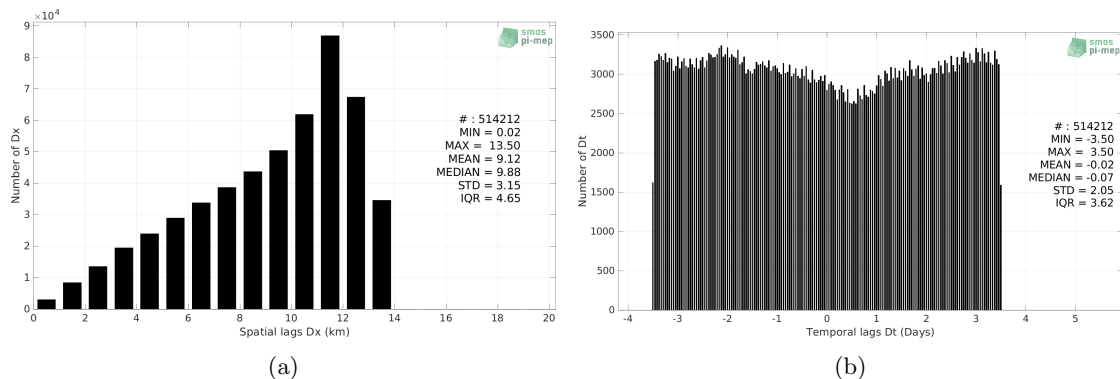 ×10⁴
9
8
7
6
5
4
3
2
1
0
Number of Dx
0 2 4 6 8 10 12 14 16 18 20
Spatial lags Dx (km)
smos
pi-mep
# : 514212
MIN = 0.02
MAX = 13.50
MEAN = 9.12
MEDIAN = 9.88
STD = 3.15
IQR = 4.65
(a)
3500
3000
2500
2000
1500
1000
500
0
Number of Dt
-4 -3 -2 -1 0 1 2 3 4 5
Temporal lags Dt (Days)
smos
pi-mep
# : 514212
MIN = -3.50
MAX = 3.50
MEAN = -0.02
MEDIAN = -0.07
STD = 2.05
IQR = 3.62
(b)